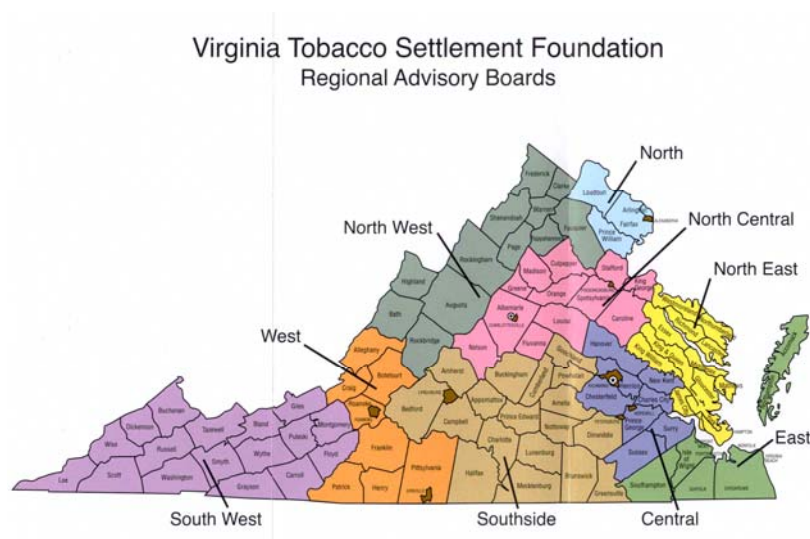 Virginia Tobacco Settlement Foundation
Regional Advisory Boards
North
North West
North Central
North East
West
East
South West
Southside
Central
Frederick
Clarke
Loudoun
Warren
Shenandoah
Arlington
Fairfax
Fauquier
Prince
William
Page
Rockingham
Culpepper
Madison
Stafford
Highland
Greene
Orange
King
George
Augusta
Albemarle
Bath
Louisa
Caroline
Essex
Rockbridge
Nelson
Fluvanna
Hanover
Alleghany
Amherst
Buckingham
Cumberland
Powhatan
New Kent
Botetourt
Craig
Chesterfield
Charles City
Roanoke
Bedford
Appomattox
Amelia
Prince
George
Campbell
Prince Edward
Nottoway
Dinwiddie
Surry
Giles
Buchanan
Dickenson
Tazewell
Bland
Montgomery
Pulaski
Wise
Russell
Wythe
Floyd
Franklin
Charlotte
Lunenburg
Sussex
Isle of
Wight
Smyth
Lee
Scott
Washington
Grayson
Carroll
Patrick
Henry
Pittsylvania
Halifax
Mecklenburg
Brunswick
Greensville
Southampton